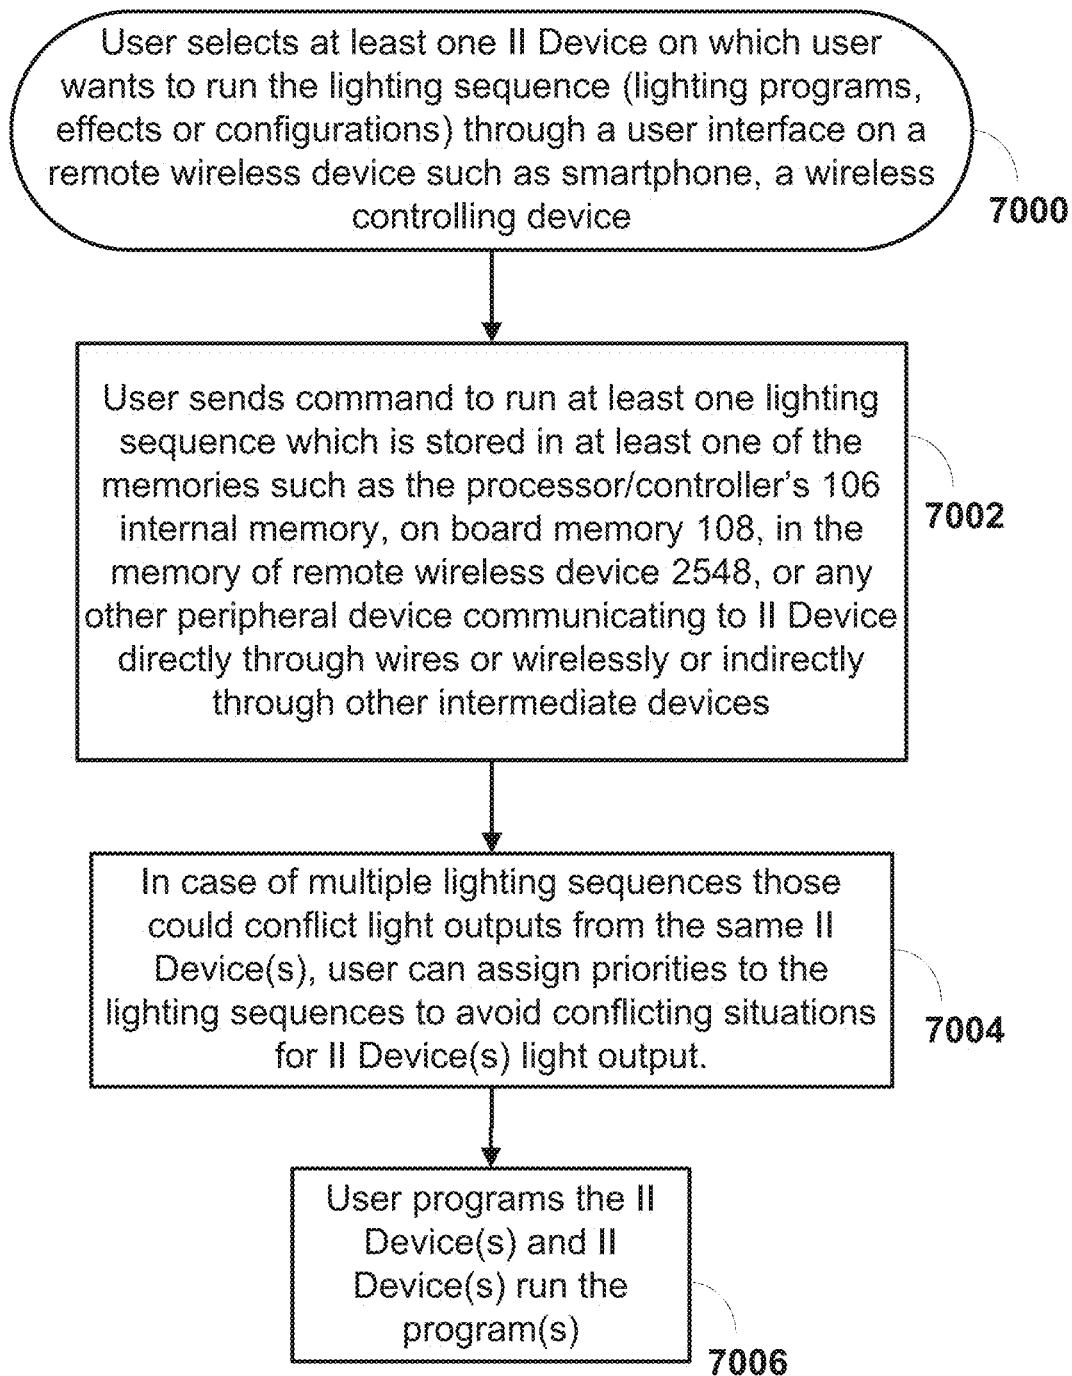 User selects at least one II Device on which user
wants to run the lighting sequence (lighting programs,
effects or configurations) through a user interface on a
remote wireless device such as smartphone, a wireless
controlling device
7000
User sends command to run at least one lighting
sequence which is stored in at least one of the
memories such as the processor/controller's 106
internal memory, on board memory 108, in the
memory of remote wireless device 2548, or any
other peripheral device communicating to II Device
directly through wires or wirelessly or indirectly
through other intermediate devices
7002
In case of multiple lighting sequences those
could conflict light outputs from the same II
Device(s), user can assign priorities to the
lighting sequences to avoid conflicting situations
for II Device(s) light output.
7004
User programs the II
Device(s) and II
Device(s) run the
program(s)
7006